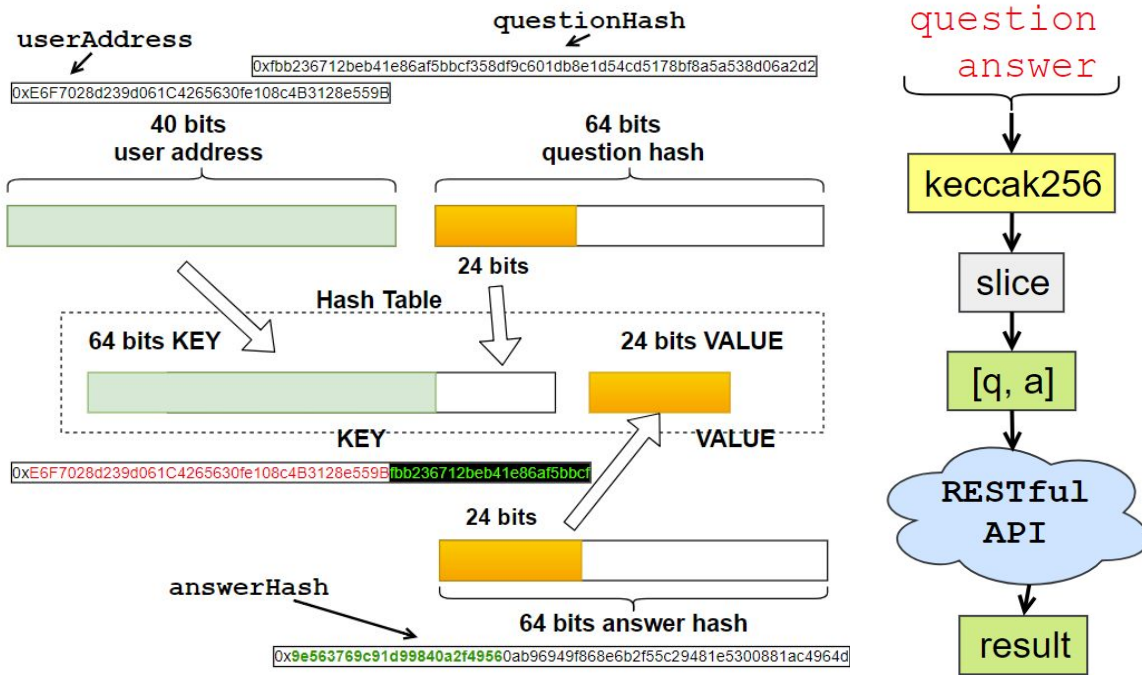 userAddress
questionHash
0xfbb236712beb41e86af5bbcf358df9c601db8e1d54cd5178bf8a5a538d06a2d2
0xE6F7028d239d061C4265630fe108c4B3128e559B
40 bits
user address
64 bits
question hash
24 bits
Hash Table
64 bits KEY
24 bits VALUE
KEY
VALUE
0xE6F7028d239d061C4265630fe108c4B3128e559Bfbb236712beb41e86af5bbcf
24 bits
answerHash
64 bits answer hash
0x9e563769c91d99840a2f49560ab96949f868e6b2f55c29481e5300881ac4964d
question
answer
keccak256
slice
[q, a]
RESTful
API
result